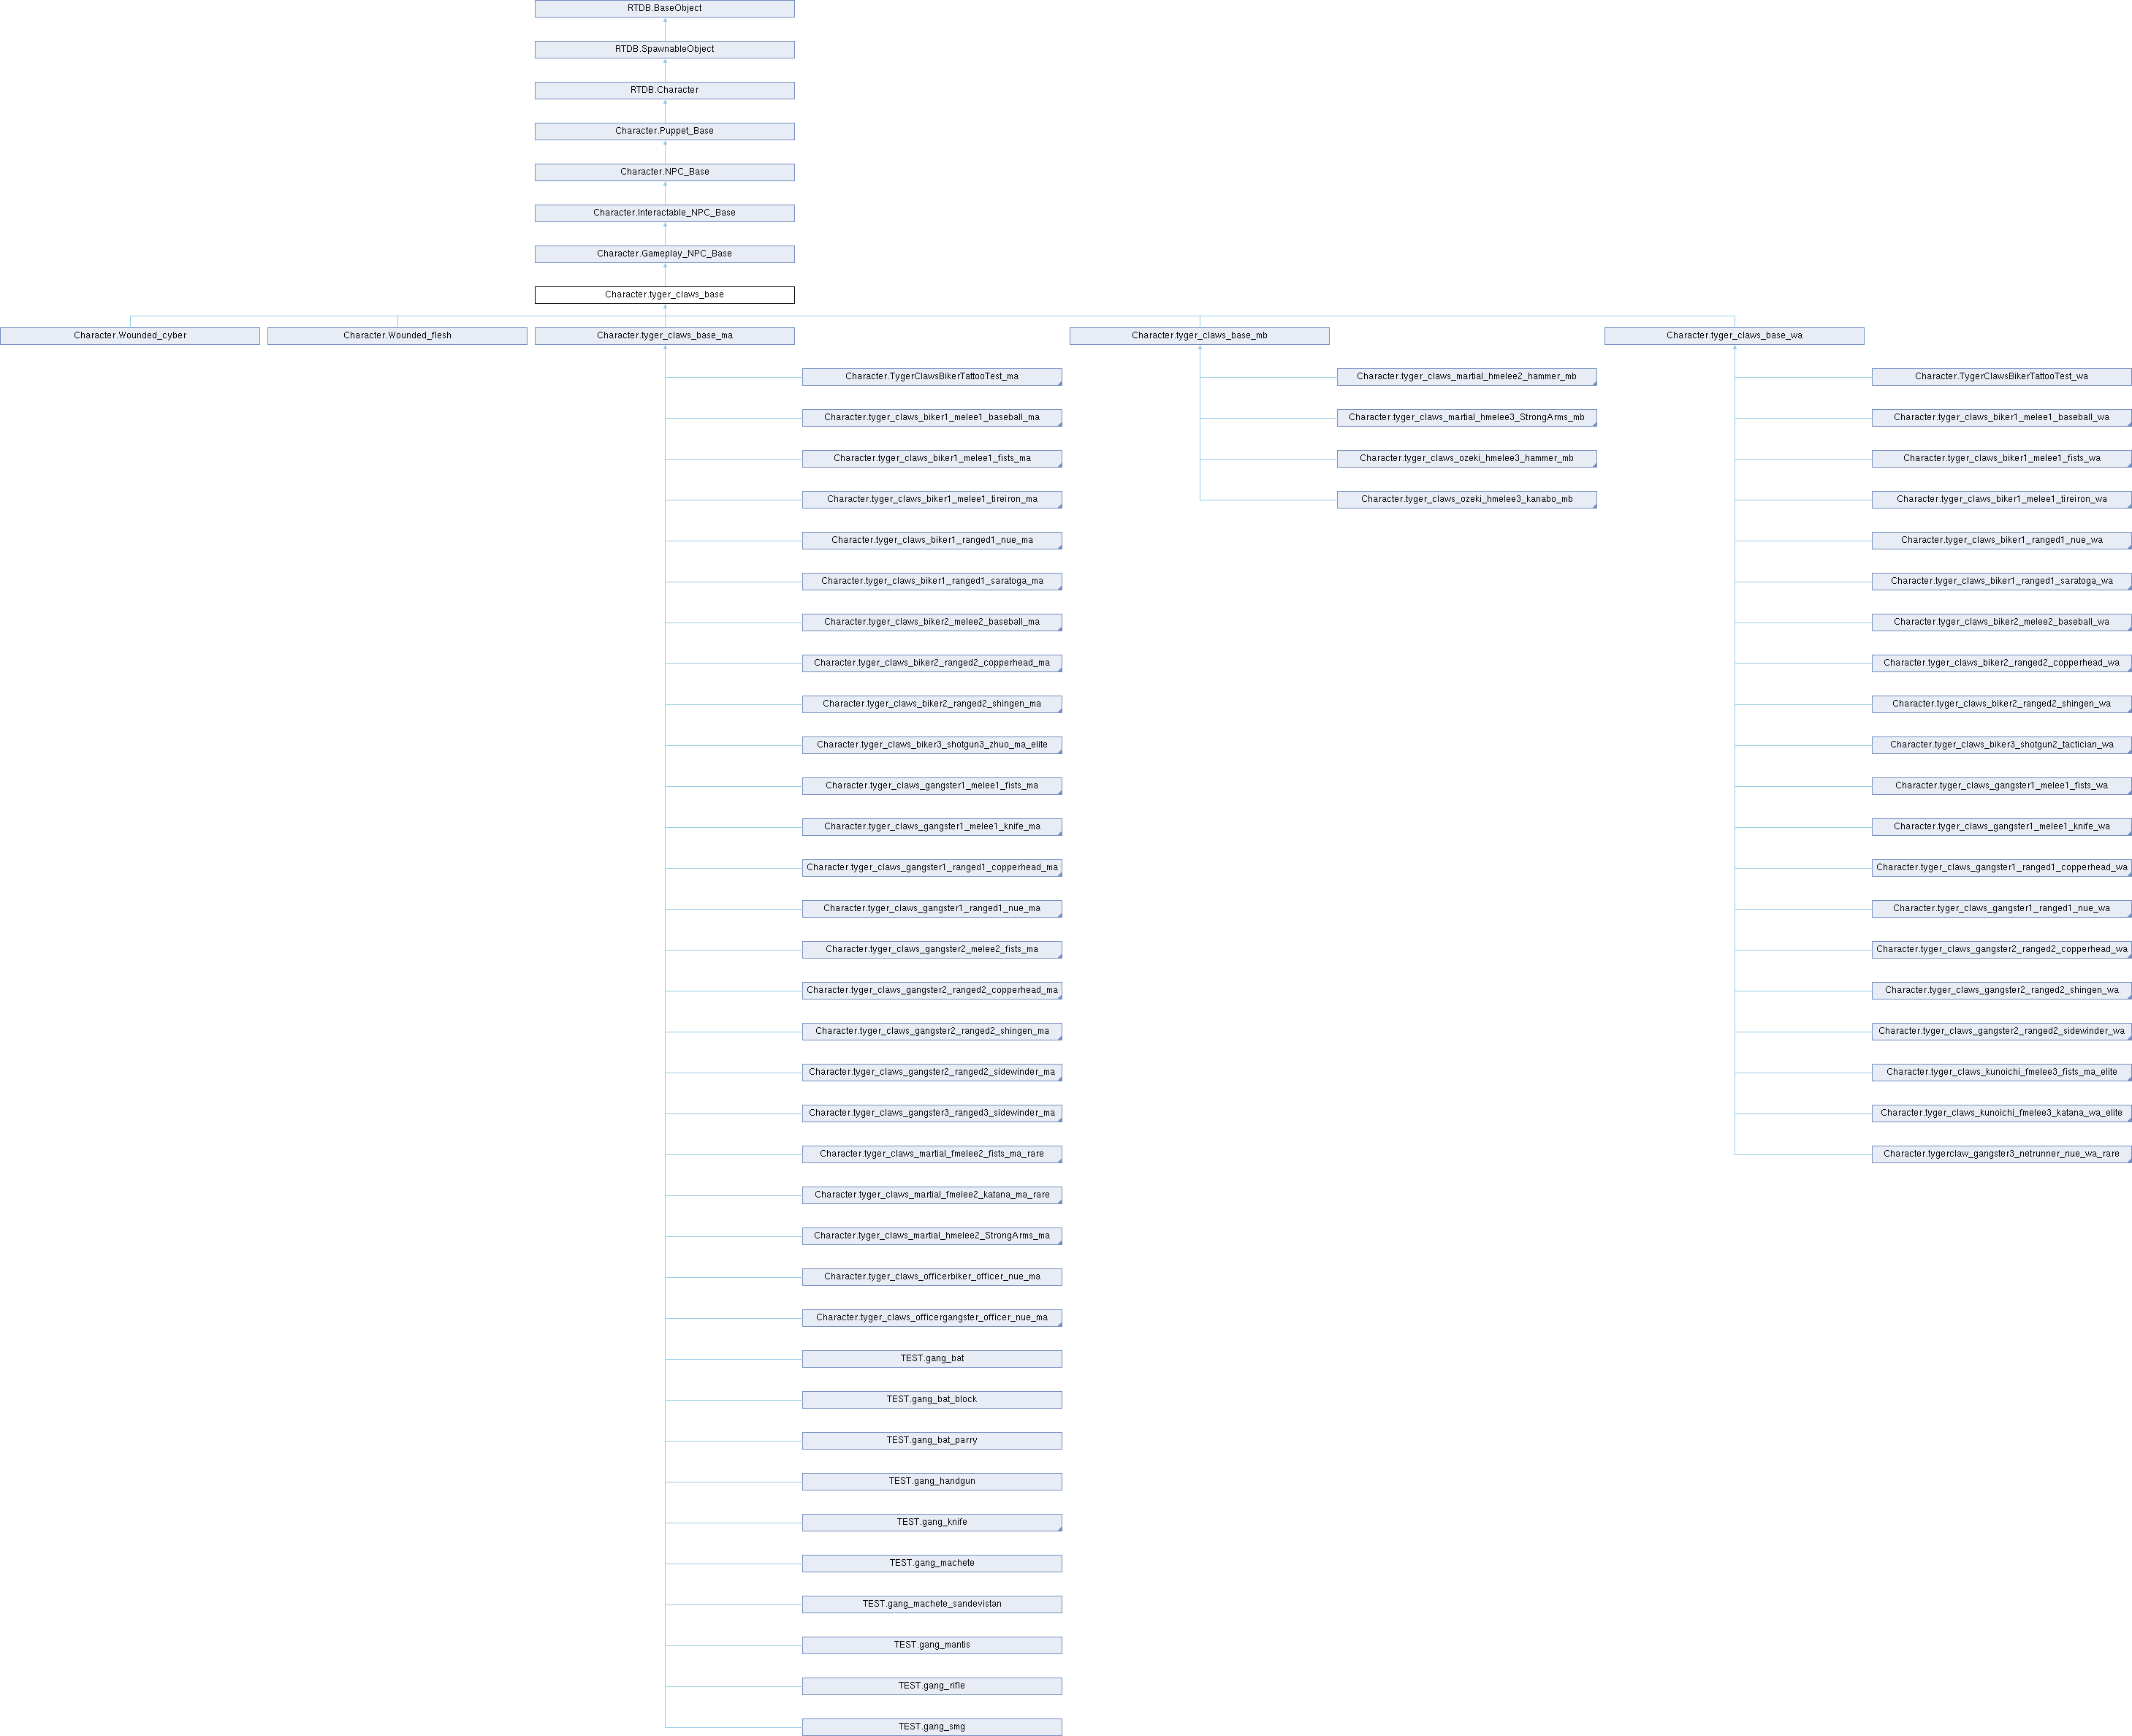 RTDB.BaseObject
RTDB.SpawnableObject
RTDB.Character
Character.Puppet_Base
Character.NPC_Base
Character.Interactable_NPC_Base
Character.Gameplay_NPC_Base
Character.tyger_claws_base
Character.Wounded_cyber
Character.Wounded_flesh
Character.tyger_claws_base_ma
Character.tyger_claws_base_mb
Character.tyger_claws_base_wa
Character.TygerClawsBikerTattooTest_ma
Character.tyger_claws_biker1_melee1_baseball_ma
Character.tyger_claws_biker1_melee1_fists_ma
Character.tyger_claws_biker1_melee1_tireiron_ma
Character.tyger_claws_biker1_ranged1_nue_ma
Character.tyger_claws_biker1_ranged1_saratoga_ma
Character.tyger_claws_biker2_melee2_baseball_ma
Character.tyger_claws_biker2_ranged2_copperhead_ma
Character.tyger_claws_biker2_ranged2_shingen_ma
Character.tyger_claws_biker3_shotgun3_zhuo_ma_elite
Character.tyger_claws_gangster1_melee1_fists_ma
Character.tyger_claws_gangster1_melee1_knife_ma
Character.tyger_claws_gangster1_ranged1_copperhead_ma
Character.tyger_claws_gangster1_ranged1_nue_ma
Character.tyger_claws_gangster2_melee2_fists_ma
Character.tyger_claws_gangster2_ranged2_copperhead_ma
Character.tyger_claws_gangster2_ranged2_shingen_ma
Character.tyger_claws_gangster2_ranged2_sidewinder_ma
Character.tyger_claws_gangster3_ranged3_sidewinder_ma
Character.tyger_claws_martial_fmelee2_fists_ma_rare
Character.tyger_claws_martial_fmelee2_katana_ma_rare
Character.tyger_claws_martial_hmelee2_StrongArms_ma
Character.tyger_claws_officerbiker_officer_nue_ma
Character.tyger_claws_officergangster_officer_nue_ma
TEST.gang_bat
TEST.gang_bat_block
TEST.gang_bat_parry
TEST.gang_handgun
TEST.gang_knife
TEST.gang_machete
TEST.gang_machete_sandevistan
TEST.gang_mantis
TEST.gang_rifle
TEST.gang_smg
Character.tyger_claws_martial_hmelee2_hammer_mb
Character.tyger_claws_martial_hmelee3_StrongArms_mb
Character.tyger_claws_ozeki_hmelee3_hammer_mb
Character.tyger_claws_ozeki_hmelee3_kanabo_mb
Character.TygerClawsBikerTattooTest_wa
Character.tyger_claws_biker1_melee1_baseball_wa
Character.tyger_claws_biker1_melee1_fists_wa
Character.tyger_claws_biker1_melee1_tireiron_wa
Character.tyger_claws_biker1_ranged1_nue_wa
Character.tyger_claws_biker1_ranged1_saratoga_wa
Character.tyger_claws_biker2_melee2_baseball_wa
Character.tyger_claws_biker2_ranged2_copperhead_wa
Character.tyger_claws_biker2_ranged2_shingen_wa
Character.tyger_claws_biker3_shotgun2_tactician_wa
Character.tyger_claws_gangster1_melee1_fists_wa
Character.tyger_claws_gangster1_melee1_knife_wa
Character.tyger_claws_gangster1_ranged1_copperhead_wa
Character.tyger_claws_gangster1_ranged1_nue_wa
Character.tyger_claws_gangster2_ranged2_copperhead_wa
Character.tyger_claws_gangster2_ranged2_shingen_wa
Character.tyger_claws_gangster2_ranged2_sidewinder_wa
Character.tyger_claws_kunoichi_fmelee3_fists_ma_elite
Character.tyger_claws_kunoichi_fmelee3_katana_wa_elite
Character.tygerclaw_gangster3_netrunner_nue_wa_rare